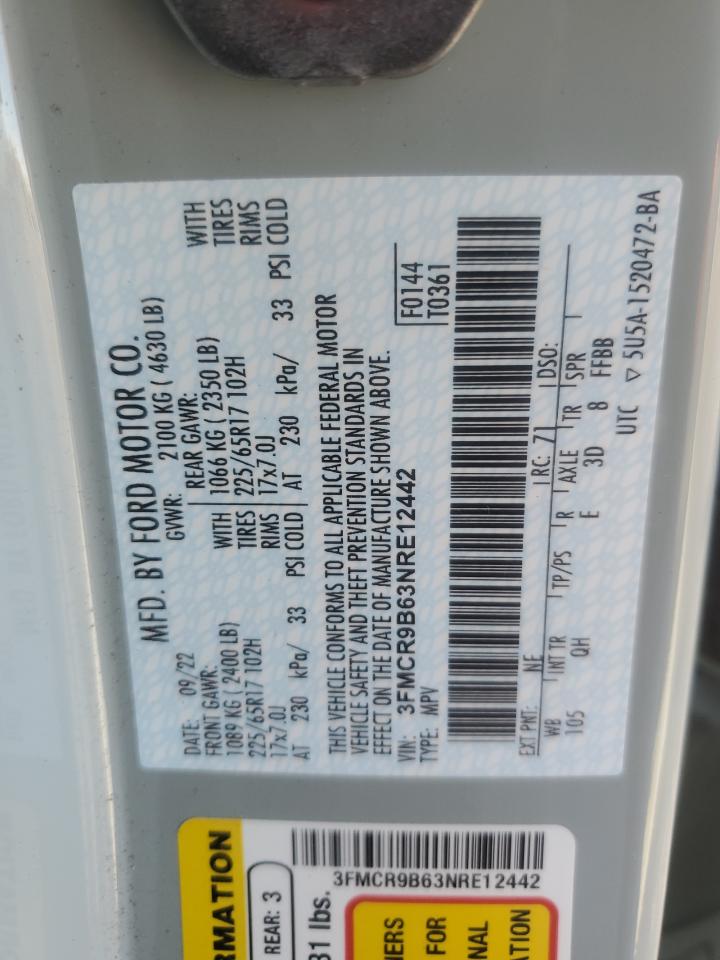 MFD. BY FORD MOTOR CO.
DATE: 09/22 GVWR: 2100 KG ( 4630 LB)
FRONT GAWR: REAR GAWR:
1089 KG ( 2400 LB) WITH 1066 KG ( 2350 LB) WITH
225/65R17 102H TIRES 225/65R17 102H TIRES
17x7.0J RIMS 17x7.0J RIMS
AT 230 kPa/ 33 PSI COLD AT 230 kPa/ 33 PSI COLD
THIS VEHICLE CONFORMS TO ALL APPLICABLE FEDERAL MOTOR
VEHICLE SAFETY AND THEFT PREVENTION STANDARDS IN
EFFECT ON THE DATE OF MANUFACTURE SHOWN ABOVE.
VIN: 3FMCR9B63NRE12442 F0144
TYPE: MPV T0361
EXT PNT: NE RC: 71 DSO:
WB INT TR TP/PS R AXLE TR SPR
105 QH E 3D 8 FFBB
UTC ▽ 5U5A-1520472-BA
RMATION
REAR: 3
3FMCR9B63NRE12442
31 lbs.
ERS
FOR
NAL
ATION